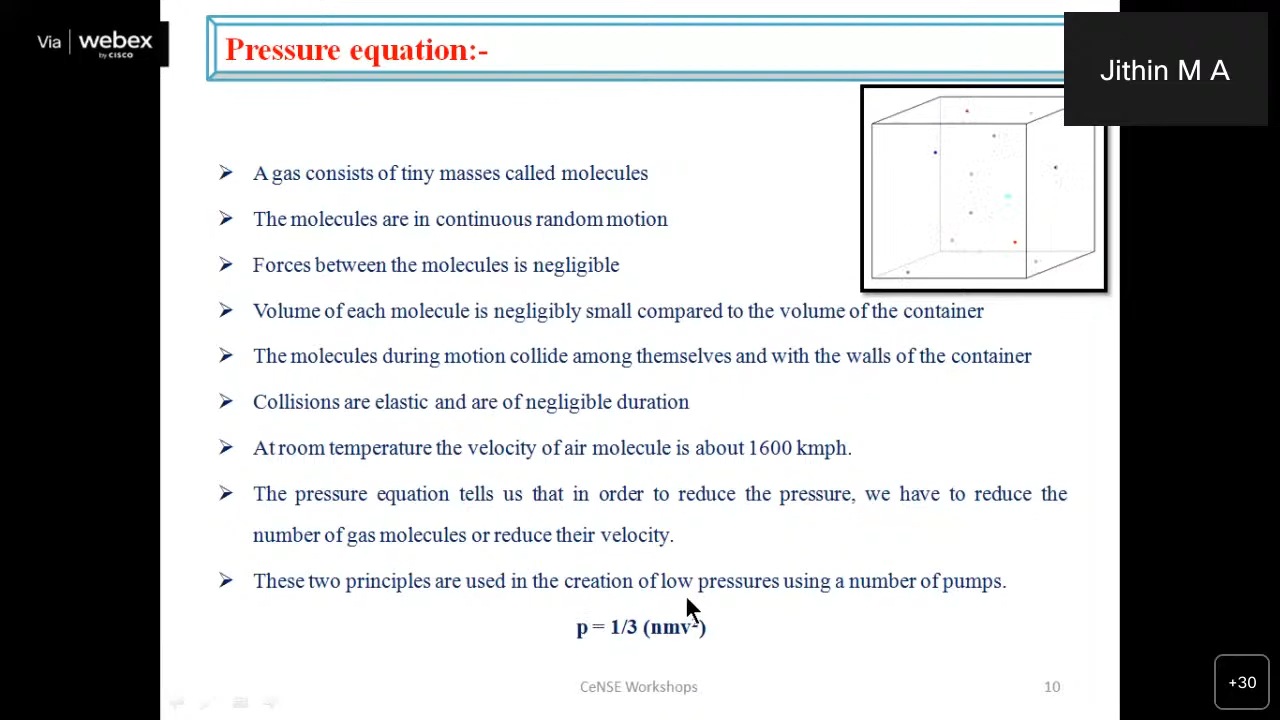 Via webex
by CISCO
Pressure equation:-
Jithin M A
A gas consists of tiny masses called molecules
The molecules are in continuous random motion
Forces between the molecules is negligible
Volume of each molecule is negligibly small compared to the volume of the container
The molecules during motion collide among themselves and with the walls of the container
Collisions are elastic and are of negligible duration
At room temperature the velocity of air molecule is about 1600 kmph.
The pressure equation tells us that in order to reduce the pressure, we have to reduce the
number of gas molecules or reduce their velocity.
These two principles are used in the creation of low pressures using a number of pumps.
p = 1/3 (nmv²)
CeNSE Workshops
10
+30